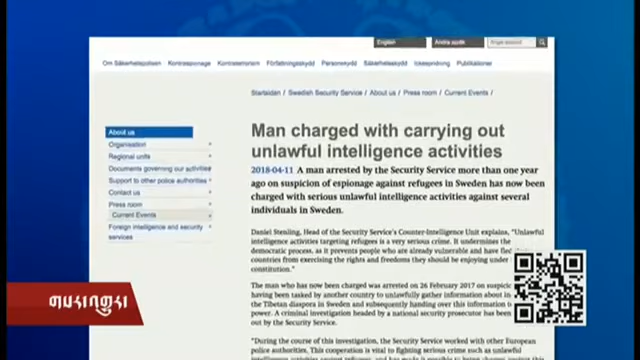 English
Andra språk
Om Säkerhetspolisen Kontraspionage Kontraterrorism Författningsskydd Personskydd Säkerhetsskydd Icke-spridning Publikationer
Startsidan / Swedish Security Service / About us / Press room / Current Events /
About us
Organisation
Regional units
Documents governing our activities
Support to other police authorities
Contact us
Press room
Current Events
Foreign intelligence and security
services
Man charged with carrying out
unlawful intelligence activities
2018-04-11 A man arrested by the Security Service more than one year
ago on suspicion of espionage against refugees in Sweden has now been
charged with serious unlawful intelligence activities against several
individuals in Sweden.
Daniel Stenling, Head of the Security Service's Counter-Intelligence Unit explains, "Unlawful
intelligence activities targeting refugees is a very serious crime. It undermines the
democratic process, as it prevents people who are already vulnerable and have fled
countries from exercising the rights and freedoms they should be enjoying under
constitution."
The man who has now been charged was arrested on 26 February 2017 on suspicion
having been tasked by another country to unlawfully gather information about in
the Tibetan diaspora in Sweden and subsequently handing over this information
power. A criminal investigation headed by a national security prosecutor has been
out by the Security Service.
"During the course of this investigation, the Security Service worked with other European
police authorities. This cooperation is vital to fighting serious crime such as unlawful